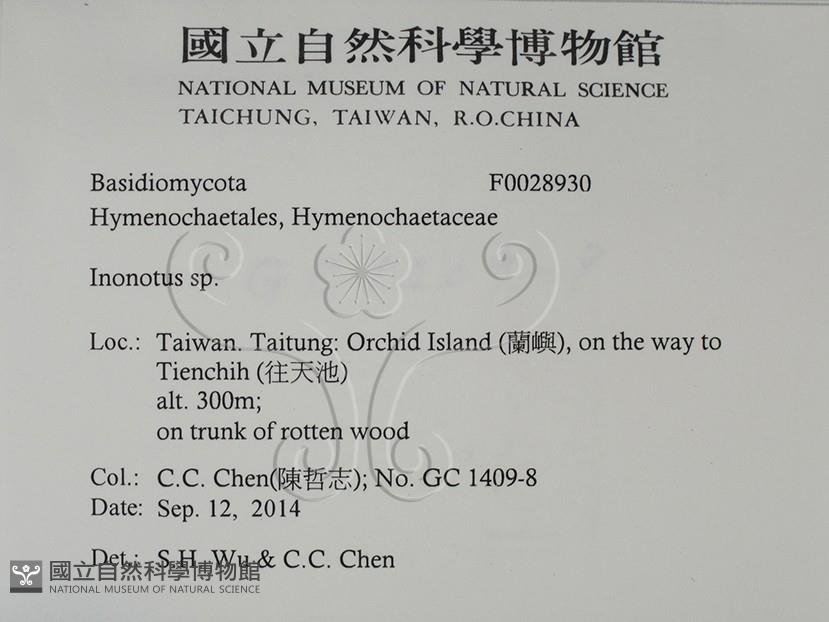 國立自然科學博物館
NATIONAL MUSEUM OF NATURAL SCIENCE
TAICHUNG, TAIWAN, R.O.CHINA
Basidiomycota F0028930
Hymenochaetales, Hymenochaetaceae
Inonotus sp.
Loc.: Taiwan. Taitung: Orchid Island (蘭嶼), on the way to
Tienchih (往天池)
alt. 300m;
on trunk of rotten wood
Col.: C.C. Chen(陳哲志); No. GC 1409-8
Date: Sep. 12, 2014
Det.: S.H. Wu & C.C. Chen
國立自然科學博物館
NATIONAL MUSEUM OF NATURAL SCIENCE